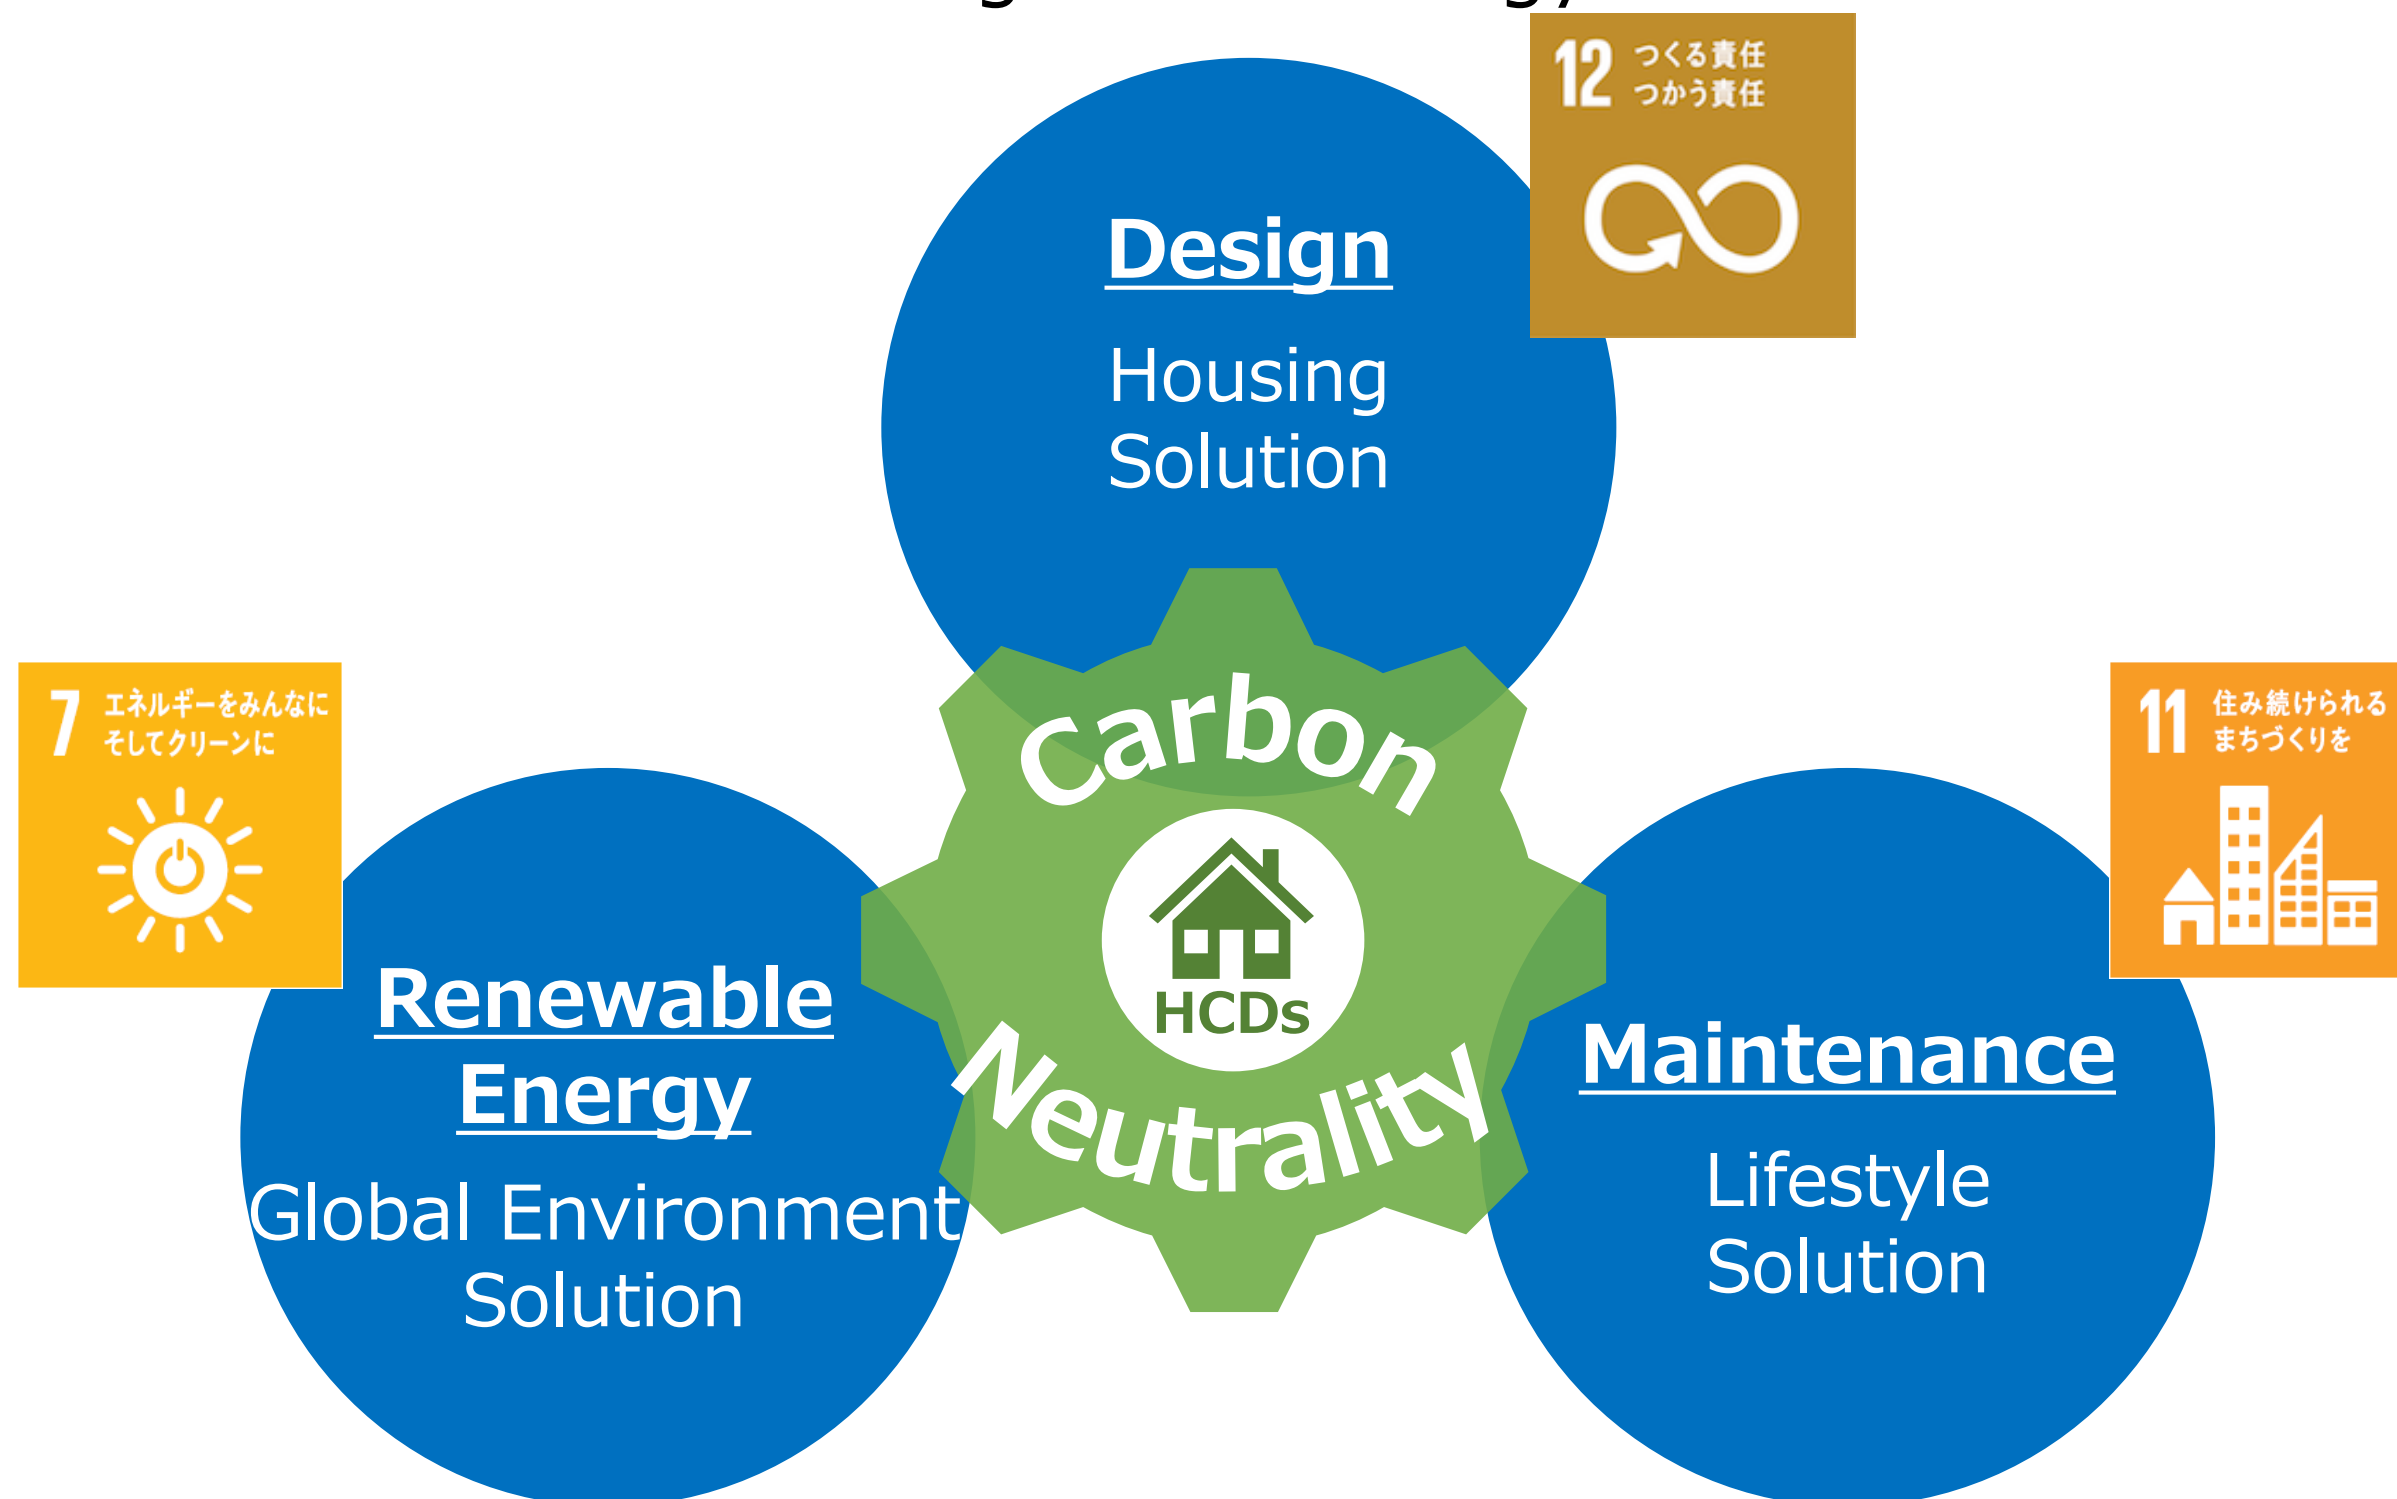 12
つくる責任
つかう責任
Design
Housing
Solution
7
エネルギーをみんなに
そしてクリーンに
11
住み続けられる
まちづくりを
Carbon
HCDs
Neutrality
Renewable
Energy
Global Environment
Solution
Maintenance
Lifestyle
Solution